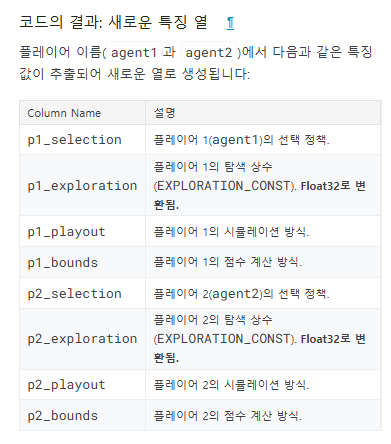 코드의 결과: 새로운 특징 열 ¶
플레이어 이름( agent1 과 agent2 )에서 다음과 같은 특징
값이 추출되어 새로운 열로 생성됩니다:
Column Name 설명
p1_selection 플레이어 1(agent1)의 선택 정책.
p1_exploration 플레이어 1의 탐색 상수
(EXPLORATION_CONST). Float32로 변
환됨.
p1_playout 플레이어 1의 시뮬레이션 방식.
p1_bounds 플레이어 1의 점수 계산 방식.
p2_selection 플레이어 2(agent2)의 선택 정책.
p2_exploration 플레이어 2의 탐색 상수
(EXPLORATION_CONST). Float32로 변
환됨.
p2_playout 플레이어 2의 시뮬레이션 방식.
p2_bounds 플레이어 2의 점수 계산 방식.